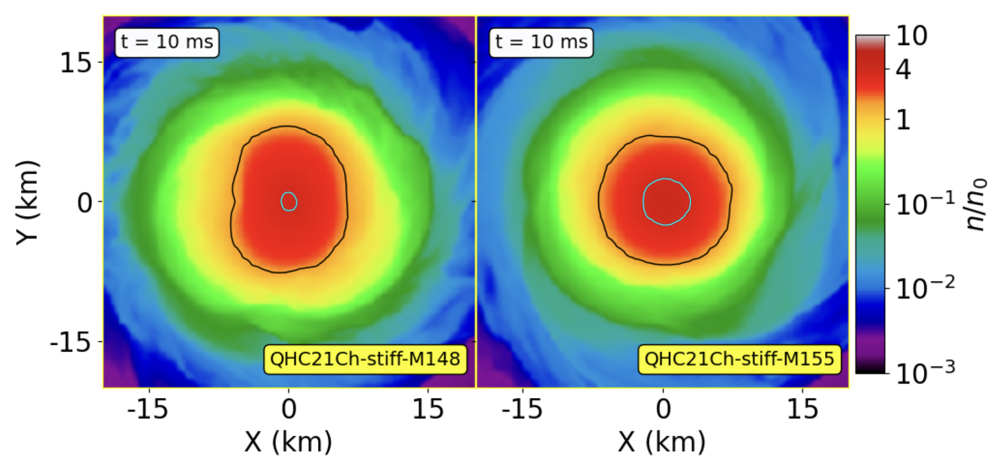 t = 10 ms
t = 10 ms
QHC21Ch-stiff-M148
QHC21Ch-stiff-M155
15
0
-15
Y (km)
-15 0 15
-15 0 15
X (km)
X (km)
10
4
1
10⁻¹
10⁻²
10⁻³
n/n₀